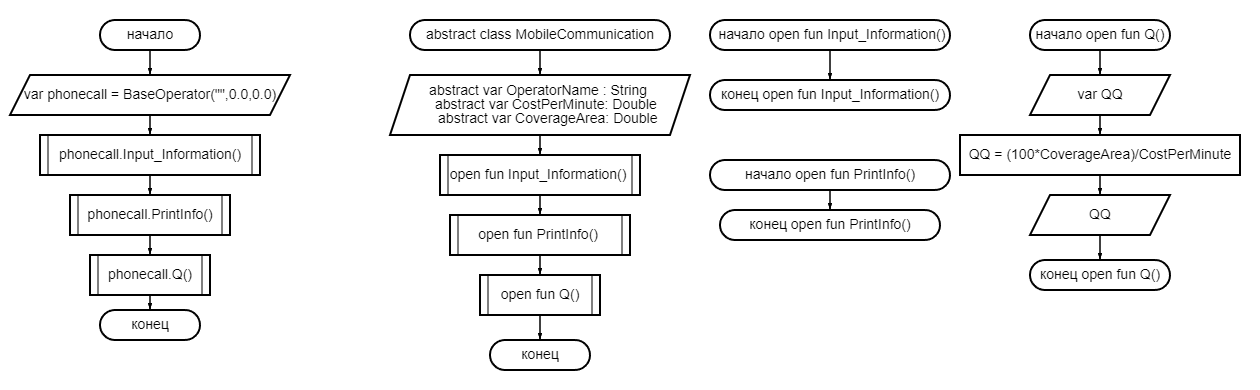 начало
var phonecall = BaseOperator("",0.0,0.0)
phonecall.Input_Information()
phonecall.PrintInfo()
phonecall.Q()
конец
abstract class MobileCommunication
abstract var OperatorName : String
abstract var CostPerMinute: Double
abstract var CoverageArea: Double
open fun Input_Information()
open fun PrintInfo()
open fun Q()
конец
начало open fun Input_Information()
конец open fun Input_Information()
начало open fun PrintInfo()
конец open fun PrintInfo()
начало open fun Q()
var QQ
QQ = (100*CoverageArea)/CostPerMinute
QQ
конец open fun Q()